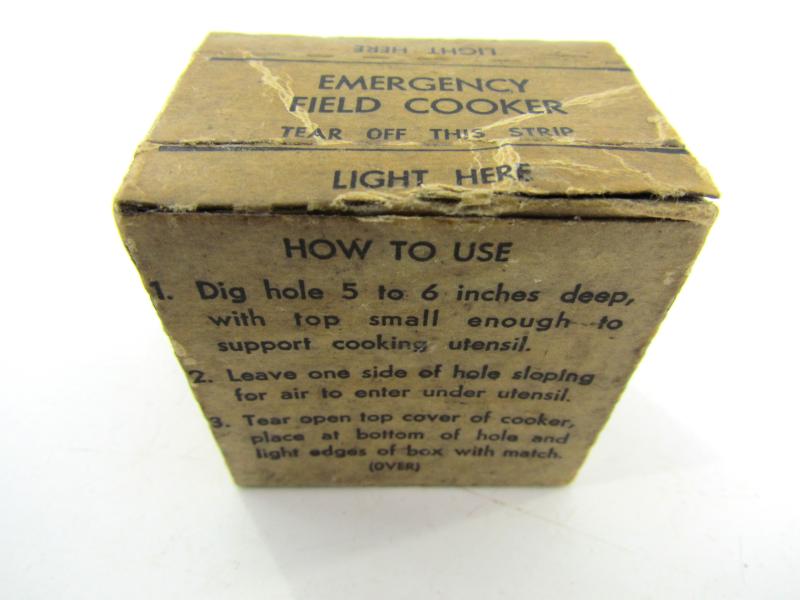 LIGHT HERE
EMERGENCY
FIELD COOKER
TEAR OFF THIS STRIP
LIGHT HERE
HOW TO USE
1. Dig hole 5 to 6 inches deep,
with top small enough to
support cooking utensil.
2. Leave one side of hole sloping
for air to enter under utensil.
3. Tear open top cover of cooker,
place at bottom of hole and
light edges of box with match.
(OVER)